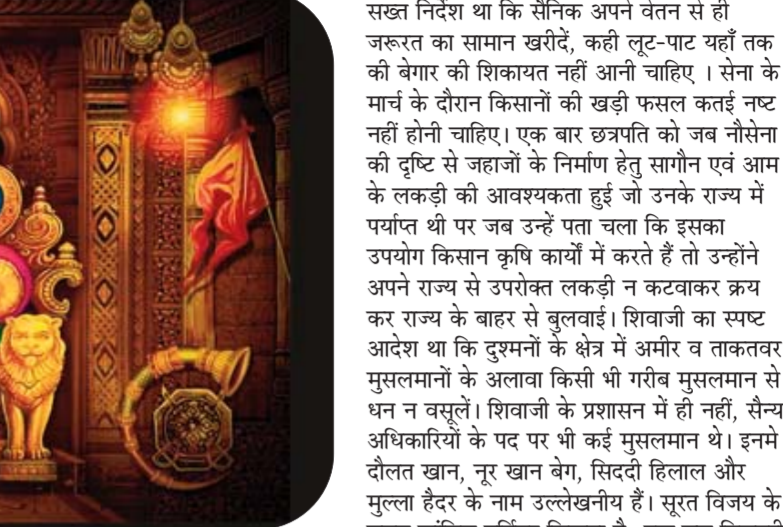 सख्त निर्देश था कि सैनिक अपने वेतन से ही
जरूरत का सामान खरीदें, कही लूट-पाट यहाँ तक
की बेगार की शिकायत नहीं आनी चाहिए । सेना के
मार्च के दौरान किसानों की खड़ी फसल कतई नष्ट
नहीं होनी चाहिए। एक बार छत्रपति को जब नौसेना
की दृष्टि से जहाजों के निर्माण हेतु सागौन एवं आम
के लकड़ी की आवश्यकता हुई जो उनके राज्य में
पर्याप्त थी पर जब उन्हें पता चला कि इसका
उपयोग किसान कृषि कार्यों में करते हैं तो उन्होंने
अपने राज्य से उपरोक्त लकड़ी न कटवाकर क्रय
कर राज्य के बाहर से बुलवाई। शिवाजी का स्पष्ट
आदेश था कि दुश्मनों के क्षेत्र में अमीर व ताकतवर
मुसलमानों के अलावा किसी भी गरीब मुसलमान से
धन न वसूलें। शिवाजी के प्रशासन में ही नहीं, सैन्य
अधिकारियों के पद पर भी कई मुसलमान थे। इनमे
दौलत खान, नूर खान बेग, सिददी हिलाल और
मुल्ला हैदर के नाम उल्लेखनीय हैं। सूरत विजय के